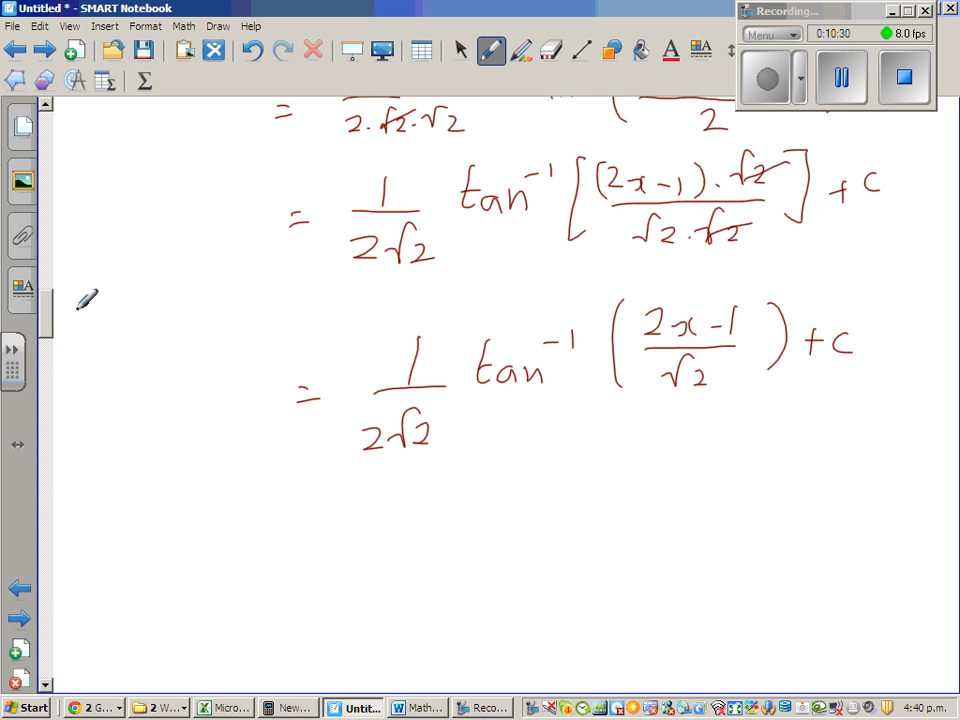 Untitled * - SMART Notebook
File Edit View Insert Format Math Draw Help
Recording...
Menu 0:10:30 8.0 fps
= 2.√2.√2 2
= 1/2√2 tan⁻¹ [(2x-1).√2/√2.√2] + c
= 1/2√2 tan⁻¹ (2x-1/√2) + c
Start 2 G... 2 W... Micro... New... Untit... Math... Reco... 4:40 p.m.